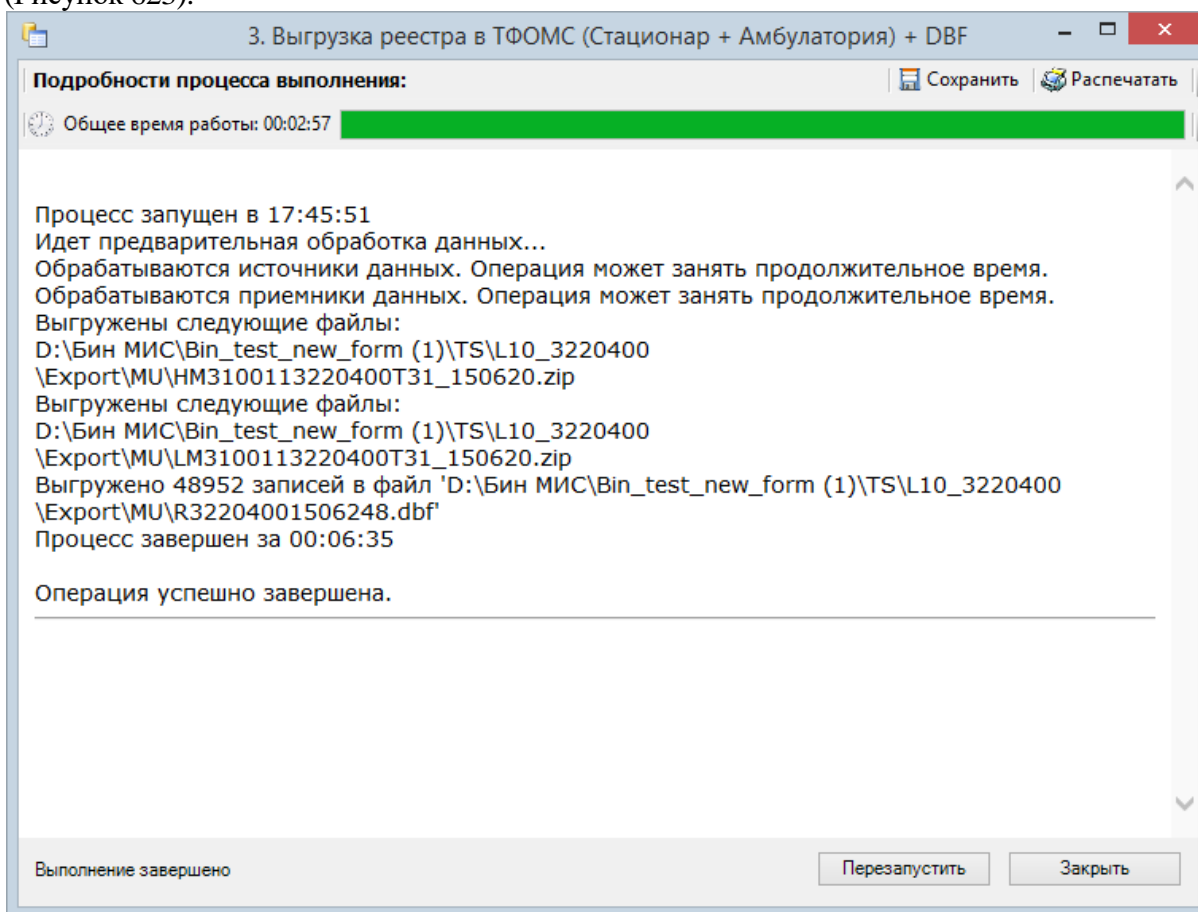 (Рисунок 823).
3. Выгрузка реестра в ТФОМС (Стационар + Амбулатория) + DBF
Подробности процесса выполнения:
Сохранить
Распечатать
Общее время работы: 00:02:57
Процесс запущен в 17:45:51
Идет предварительная обработка данных...
Обрабатываются источники данных. Операция может занять продолжительное время.
Обрабатываются приемники данных. Операция может занять продолжительное время.
Выгружены следующие файлы:
D:\Бин МИС\Bin_test_new_form (1)\TS\L10_3220400
\Export\MU\HM3100113220400T31_150620.zip
Выгружены следующие файлы:
D:\Бин МИС\Bin_test_new_form (1)\TS\L10_3220400
\Export\MU\LM3100113220400T31_150620.zip
Выгружено 48952 записей в файл 'D:\Бин МИС\Bin_test_new_form (1)\TS\L10_3220400
\Export\MU\R32204001506248.dbf'
Процесс завершен за 00:06:35
Операция успешно завершена.
Выполнение завершено
Перезапустить
Закрыть